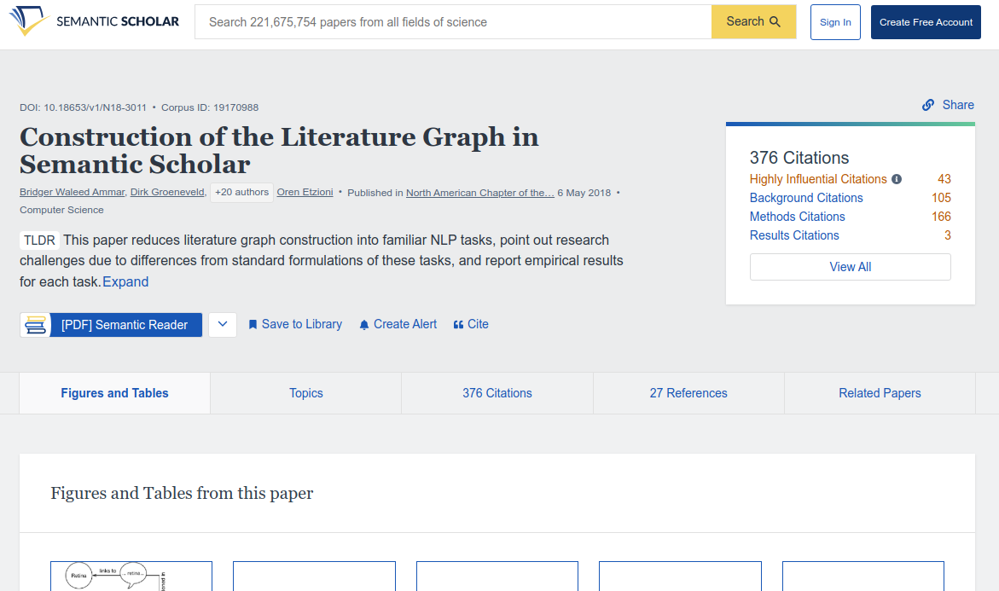 SEMANTIC SCHOLAR
Search 221,675,754 papers from all fields of science
Search
Sign In
Create Free Account
DOI: 10.18653/v1/N18-3011 • Corpus ID: 19170988
Share
Construction of the Literature Graph in
Semantic Scholar
Bridger Waleed Ammar, Dirk Groeneveld, +20 authors Oren Etzioni • Published in North American Chapter of the… 6 May 2018 •
Computer Science
TLDR This paper reduces literature graph construction into familiar NLP tasks, point out research
challenges due to differences from standard formulations of these tasks, and report empirical results
for each task. Expand
[PDF] Semantic Reader
Save to Library
Create Alert
Cite
376 Citations
Highly Influential Citations 43
Background Citations 105
Methods Citations 166
Results Citations 3
View All
Figures and Tables
Topics
376 Citations
27 References
Related Papers
Figures and Tables from this paper
Retina
links to
.. retina...